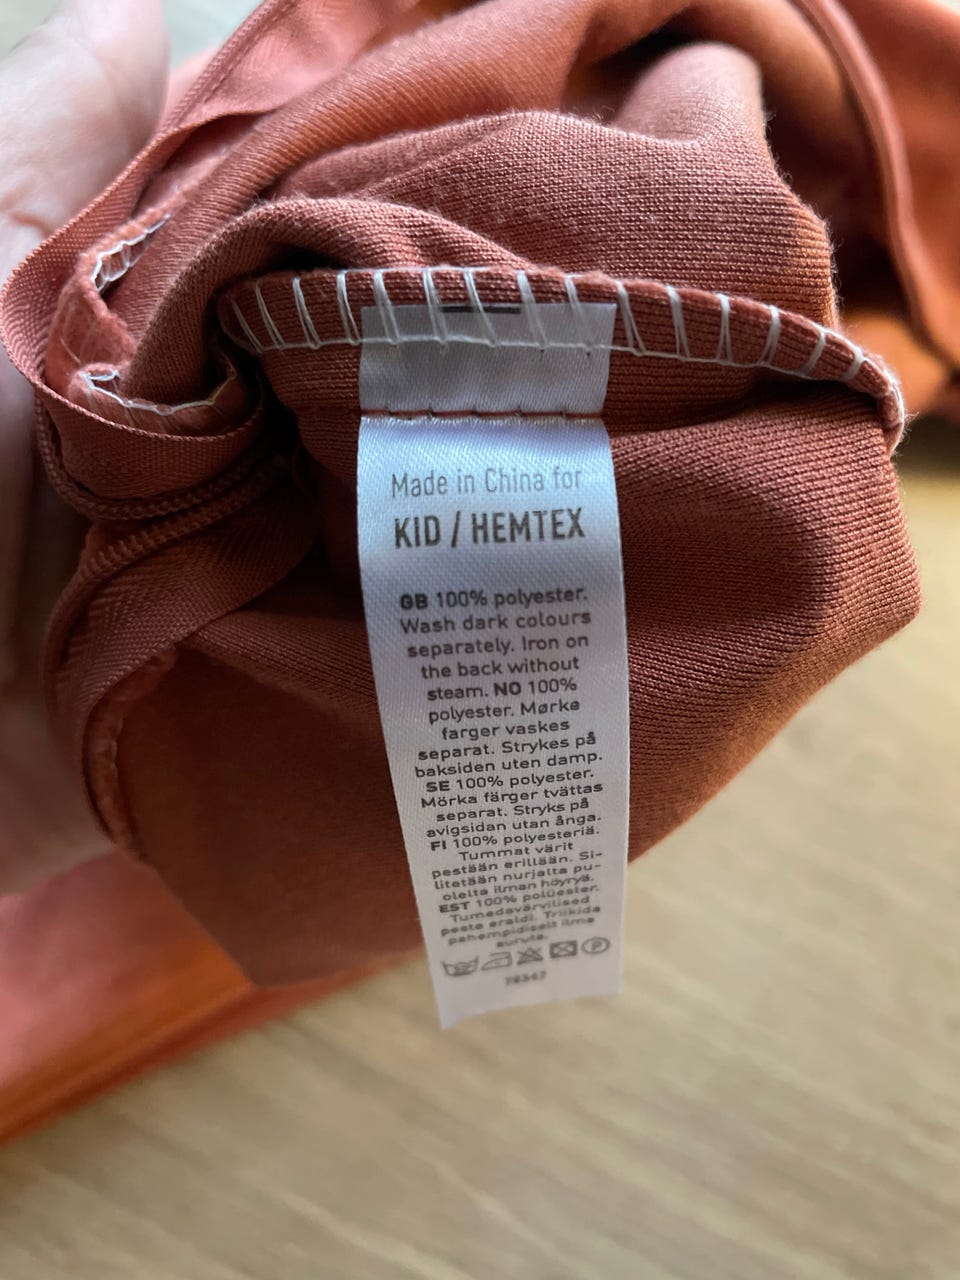 Made in China for
KID / HEMTEX
GB 100% polyester.
Wash dark colours
separately. Iron on
the back without
steam. NO 100%
polyester. Mørke
farger vaskes
separat. Strykes på
baksiden uten damp.
SE 100% polyester.
Mörka färger tvättas
separat. Stryks på
avigsidan utan ånga.
FI 100% polyesteriä.
Tummat värit
pestään erillään. Si-
litetään nurjalta pu-
olelta ilman höyryä.
EST 100% polüester.
Tumedavärvilised
pesta eraldi. Triikida
pahempidiselt ilma
auruta.